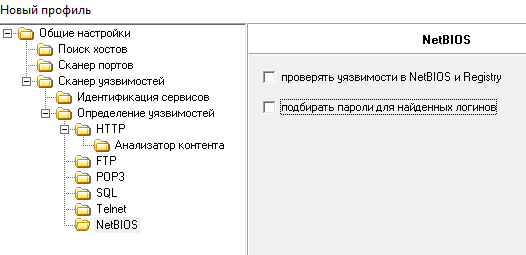 Новый профиль
Общие настройки
Поиск хостов
Сканер портов
Сканер уязвимостей
Идентификация сервисов
Определение уязвимостей
HTTP
Анализатор контента
FTP
POP3
SQL
Telnet
NetBIOS
NetBIOS
проверять уязвимости в NetBIOS и Registry
подбирать пароли для найденных логинов